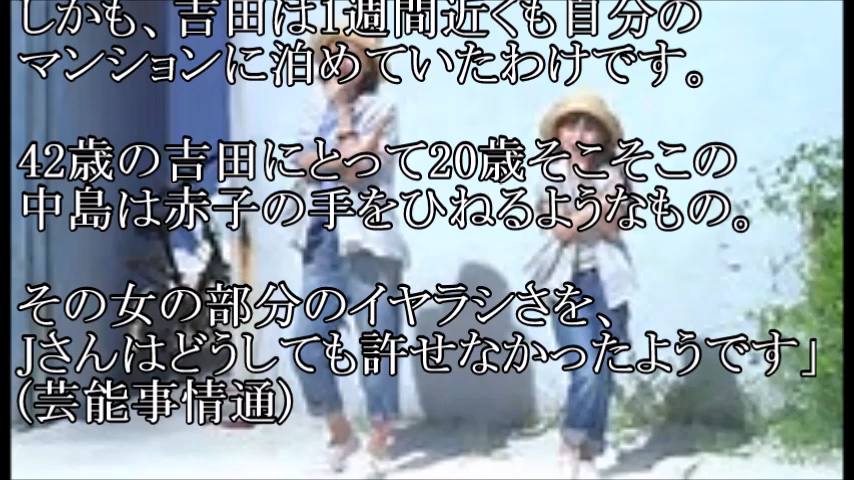 しかも、吉田は1週間近くも自分の
マンションに泊めていたわけです。
42歳の吉田にとって20歳そこそこの
中島は赤子の手をひねるようなもの。
その女の部分のイヤラシさを、
Jさんはどうしても許せなかったようです」
(芸能事情通)